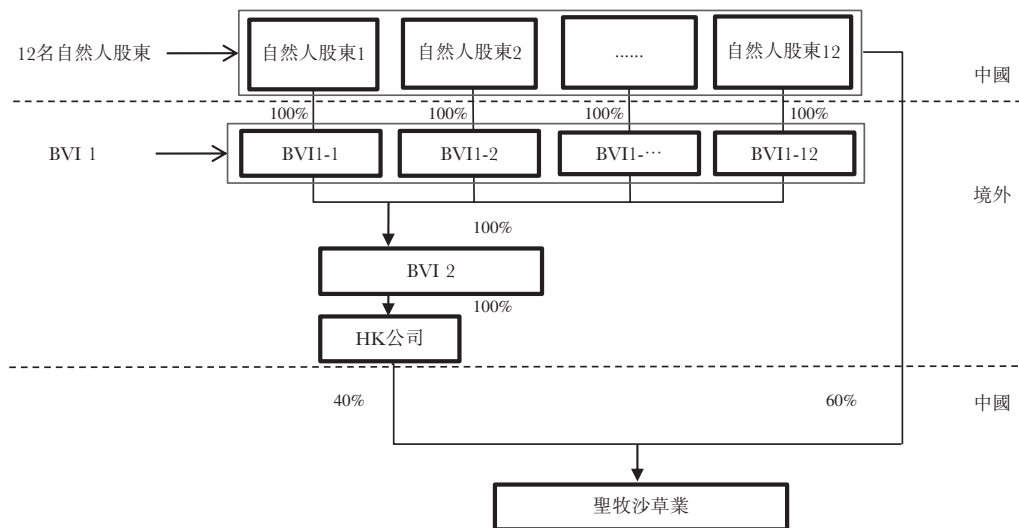 12名自然人股東
自然人股東1
自然人股東2
......
自然人股東12
中國
100%
100%
100%
100%
BVI 1
BVI1-1
BVI1-2
BVI1-…
BVI1-12
境外
100%
BVI 2
100%
HK公司
40%
60%
中國
聖牧沙草業